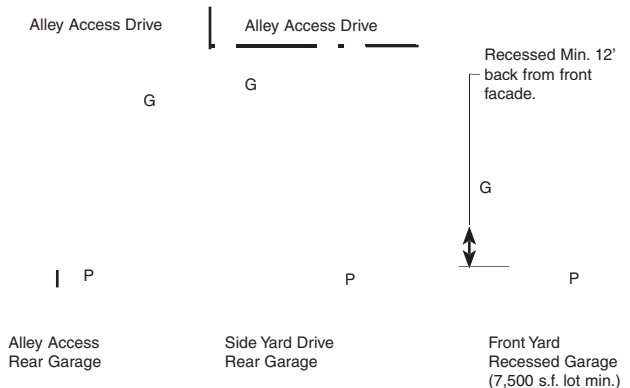 Alley Access Drive
Alley Access Drive
Recessed Min. 12’
back from front
facade.
G
G
G
P
P
P
Alley Access
Rear Garage
Side Yard Drive
Rear Garage
Front Yard
Recessed Garage
(7,500 s.f. lot min.)